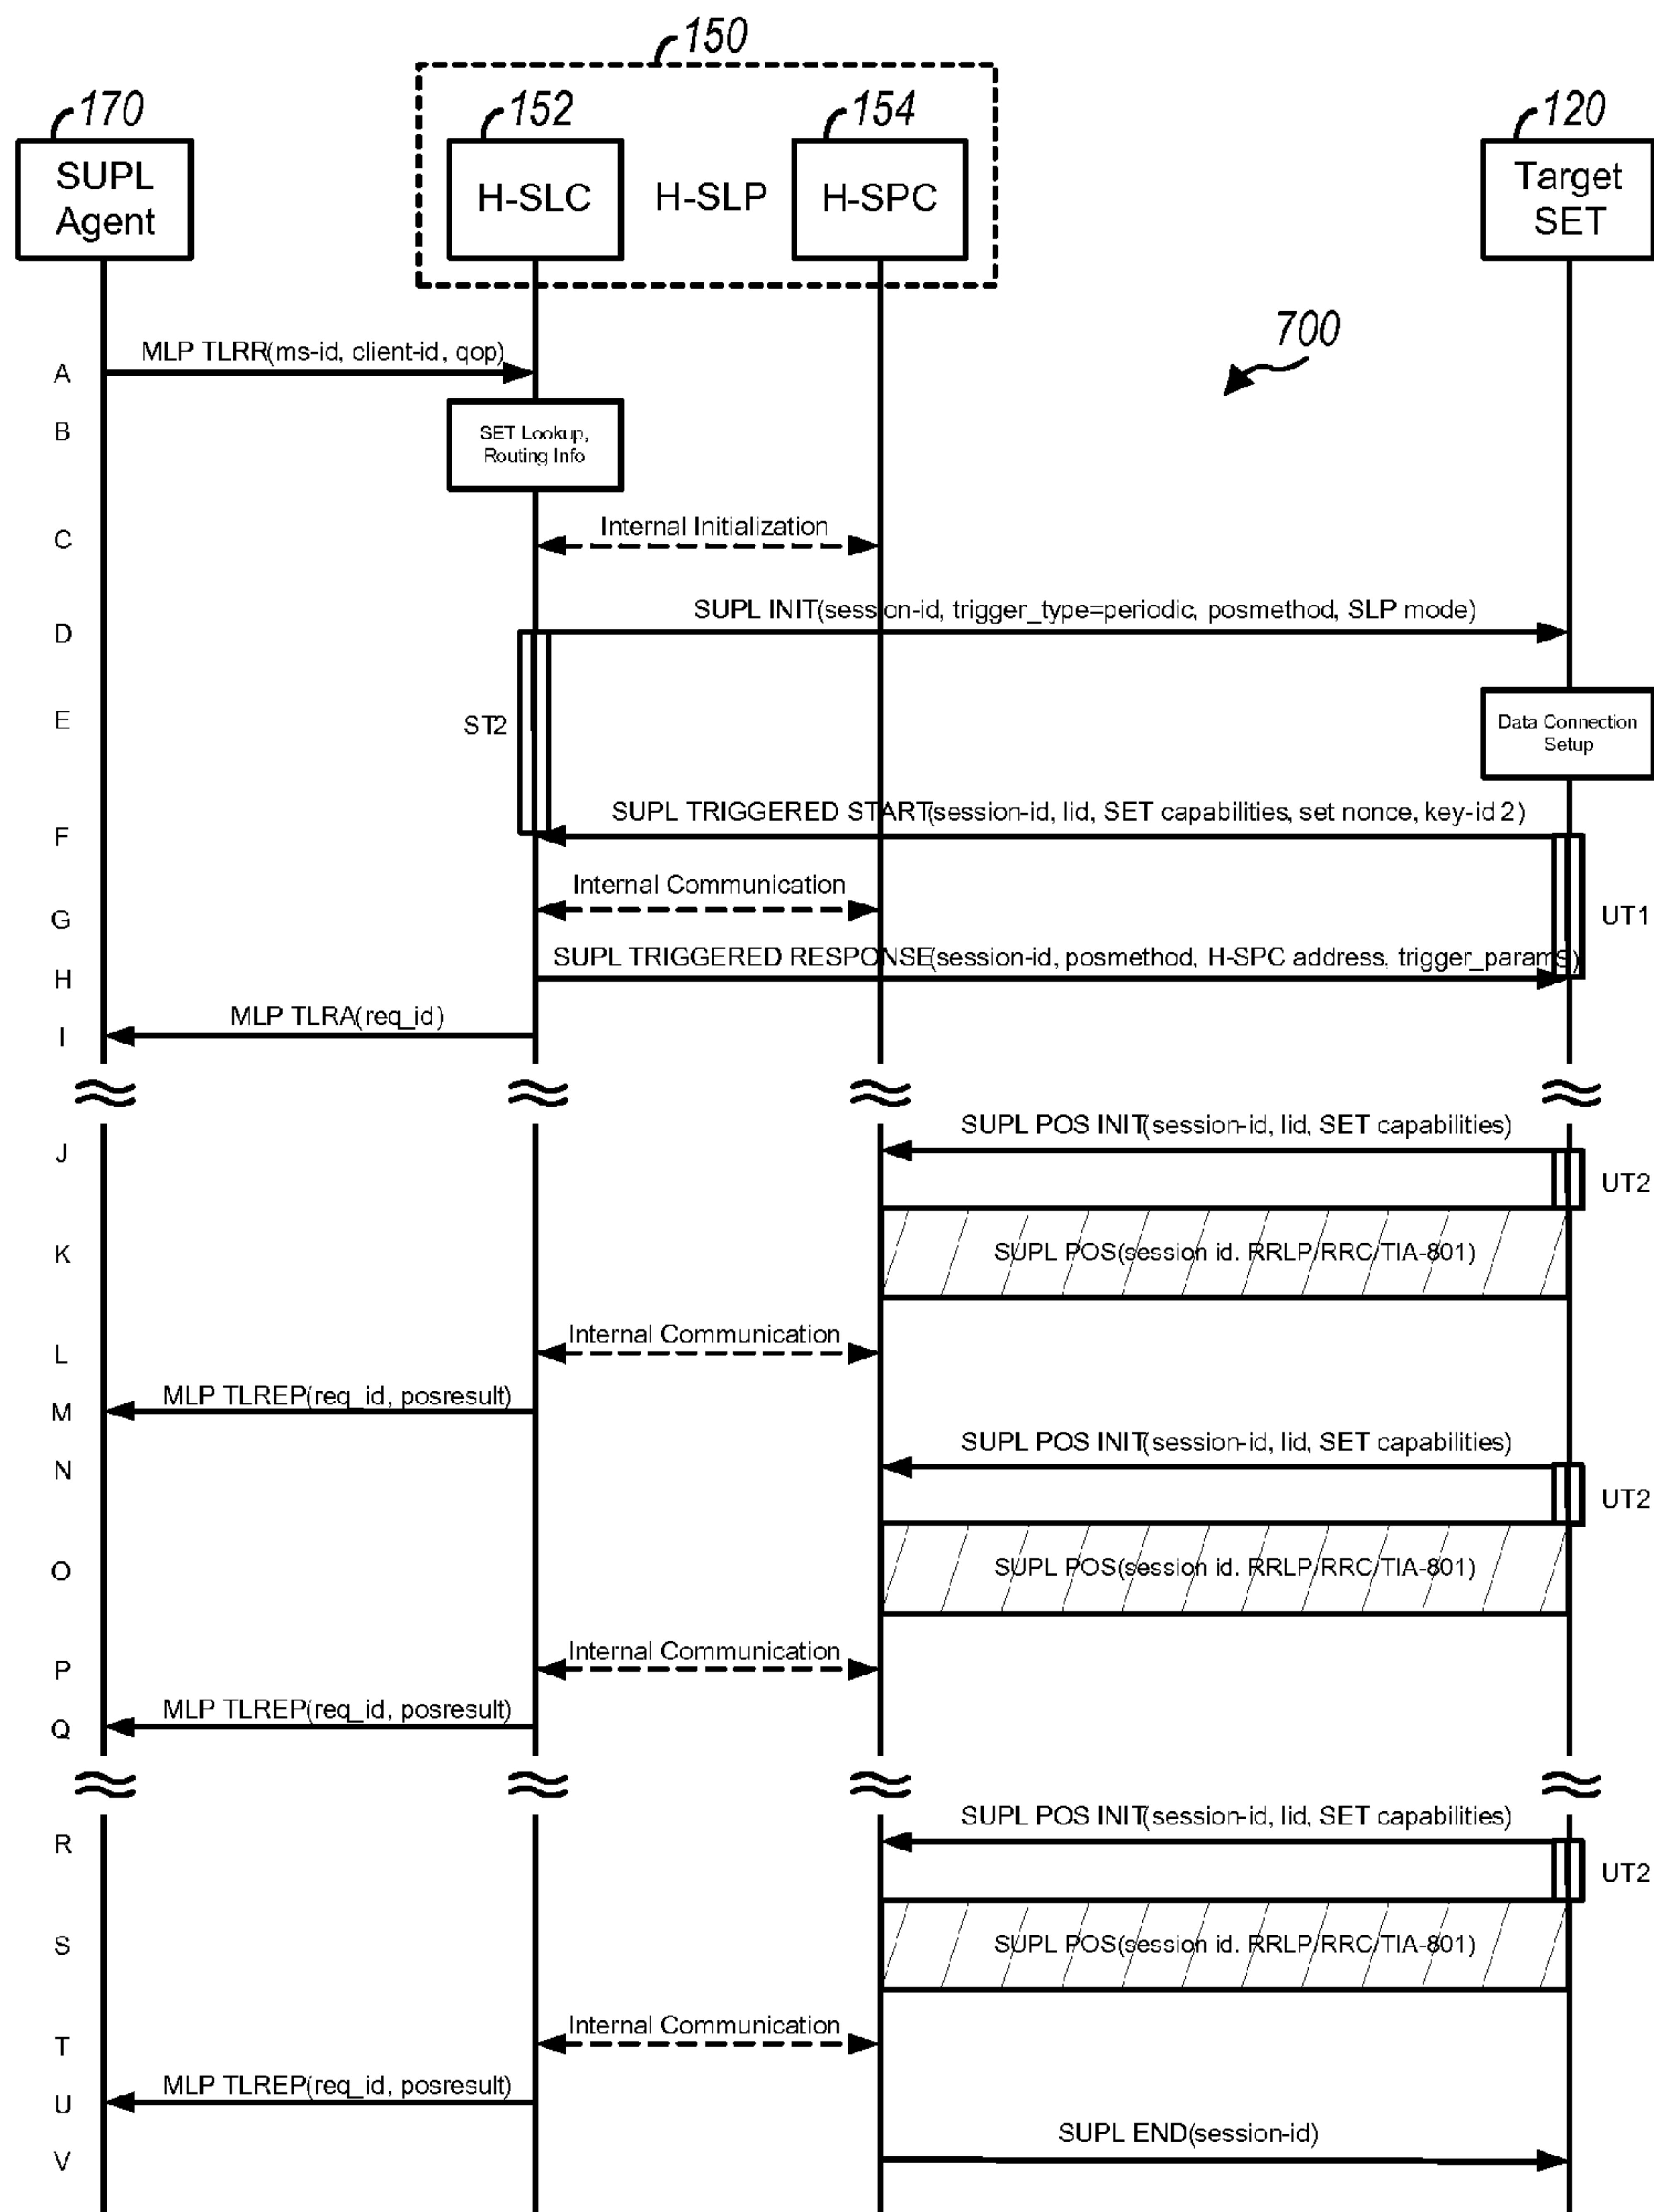 150
170
152
154
120
SUPL
Agent
H-SLC
H-SLP
H-SPC
Target
SET
700
A
MLP TLRR(ms-id, client-id, qop)
B
SET Lookup,
Routing Info
C
Internal Initialization
D
SUPL INIT(session-id, trigger_type=periodic, posmethod, SLP mode)
E
ST2
Data Connection
Setup
F
SUPL TRIGGERED START(session-id, lid, SET capabilities, set nonce, key-id 2)
G
Internal Communication
UT1
H
SUPL TRIGGERED RESPONSE(session-id, posmethod, H-SPC address, trigger_params)
I
MLP TLRA(req_id)
J
SUPL POS INIT(session-id, lid, SET capabilities)
UT2
K
SUPL POS(session id. RRLP/RRC/TIA-801)
L
Internal Communication
M
MLP TLREP(req_id, posresult)
N
SUPL POS INIT(session-id, lid, SET capabilities)
UT2
O
SUPL POS(session id. RRLP/RRC/TIA-801)
P
Internal Communication
Q
MLP TLREP(req_id, posresult)
R
SUPL POS INIT(session-id, lid, SET capabilities)
UT2
S
SUPL POS(session id. RRLP/RRC/TIA-801)
T
Internal Communication
U
MLP TLREP(req_id, posresult)
V
SUPL END(session-id)